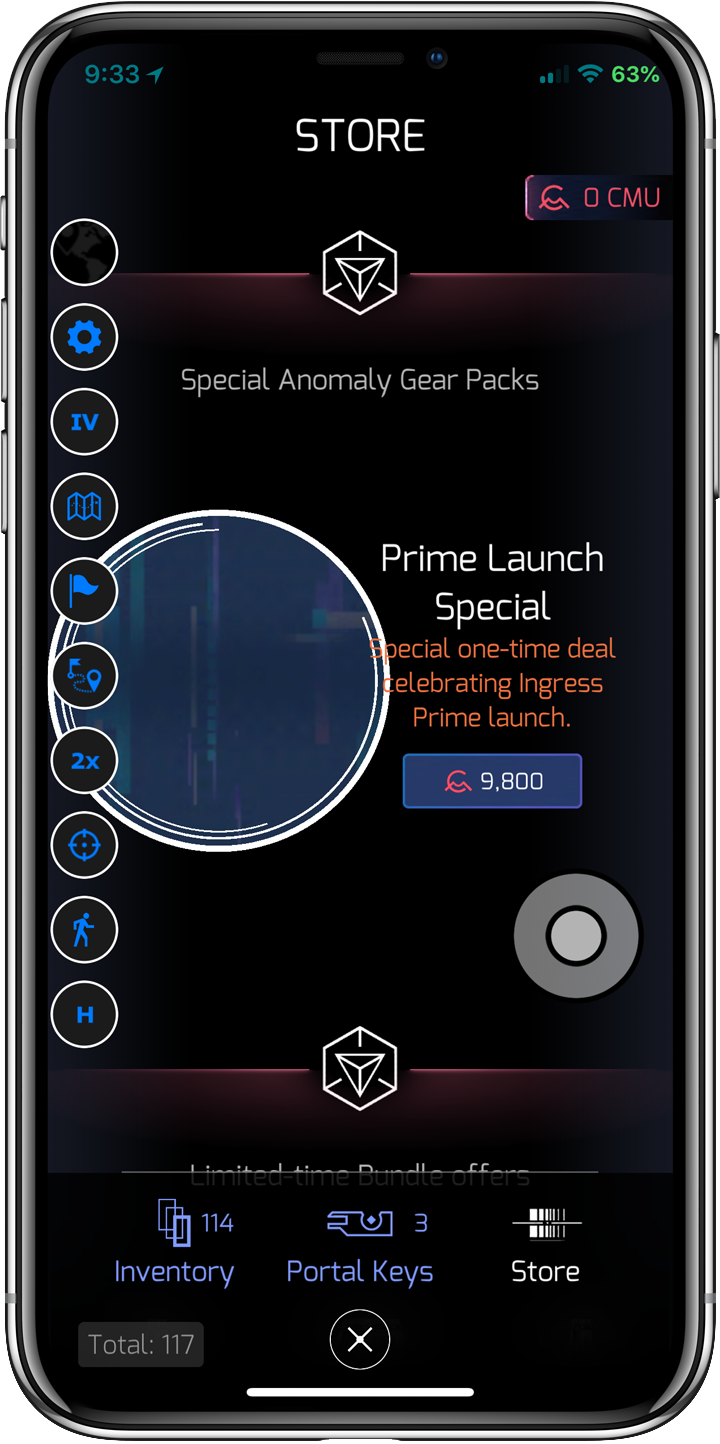 9:33
63%
STORE
0 CMU
Special Anomaly Gear Packs
IV
Prime Launch
Special
Special one-time deal
celebrating Ingress
Prime launch.
2x
9,800
H
Limited-time Bundle offers
114
3
Inventory
Portal Keys
Store
Total: 117